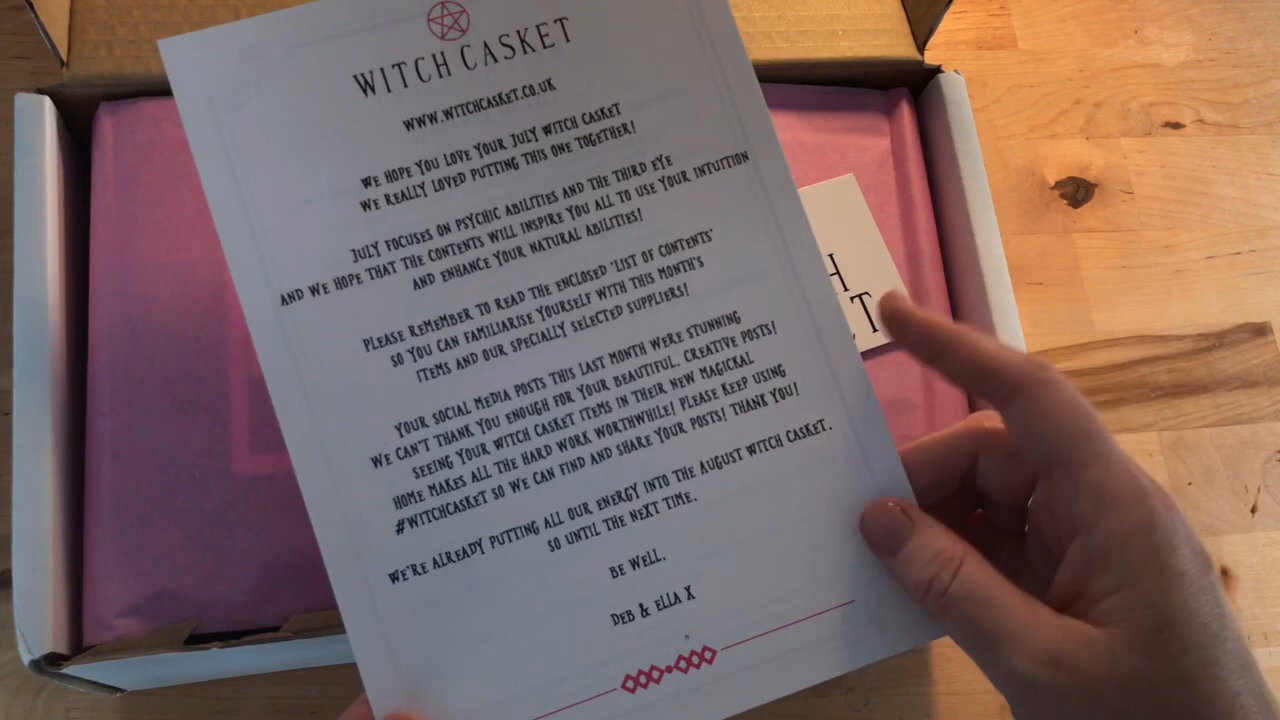 WITCH CASKET
WWW.WITCHCASKET.CO.UK
WE HOPE YOU LOVE YOUR JULY WITCH CASKET
WE REALLY LOVED PUTTING THIS ONE TOGETHER!
JULY FOCUSES ON PSYCHIC ABILITIES AND THE THIRD EYE
AND WE HOPE THAT THE CONTENTS WILL INSPIRE YOU ALL TO USE YOUR INTUITION
AND ENHANCE YOUR NATURAL ABILITIES!
PLEASE REMEMBER TO READ THE ENCLOSED 'LIST OF CONTENTS'
SO YOU CAN FAMILIARISE YOURSELF WITH THIS MONTH'S
ITEMS AND OUR SPECIALLY SELECTED SUPPLIERS!
YOUR SOCIAL MEDIA POSTS THIS LAST MONTH WERE STUNNING
WE CAN'T THANK YOU ENOUGH FOR YOUR BEAUTIFUL, CREATIVE POSTS!
SEEING YOUR WITCH CASKET ITEMS IN THEIR NEW MAGICKAL
HOME MAKES ALL THE HARD WORK WORTHWHILE! PLEASE KEEP USING
#WITCHCASKET SO WE CAN FIND AND SHARE YOUR POSTS! THANK YOU!
WE'RE ALREADY PUTTING ALL OUR ENERGY INTO THE AUGUST WITCH CASKET.
SO UNTIL THE NEXT TIME.
BE WELL.
DEB & ELLA X
H
ET